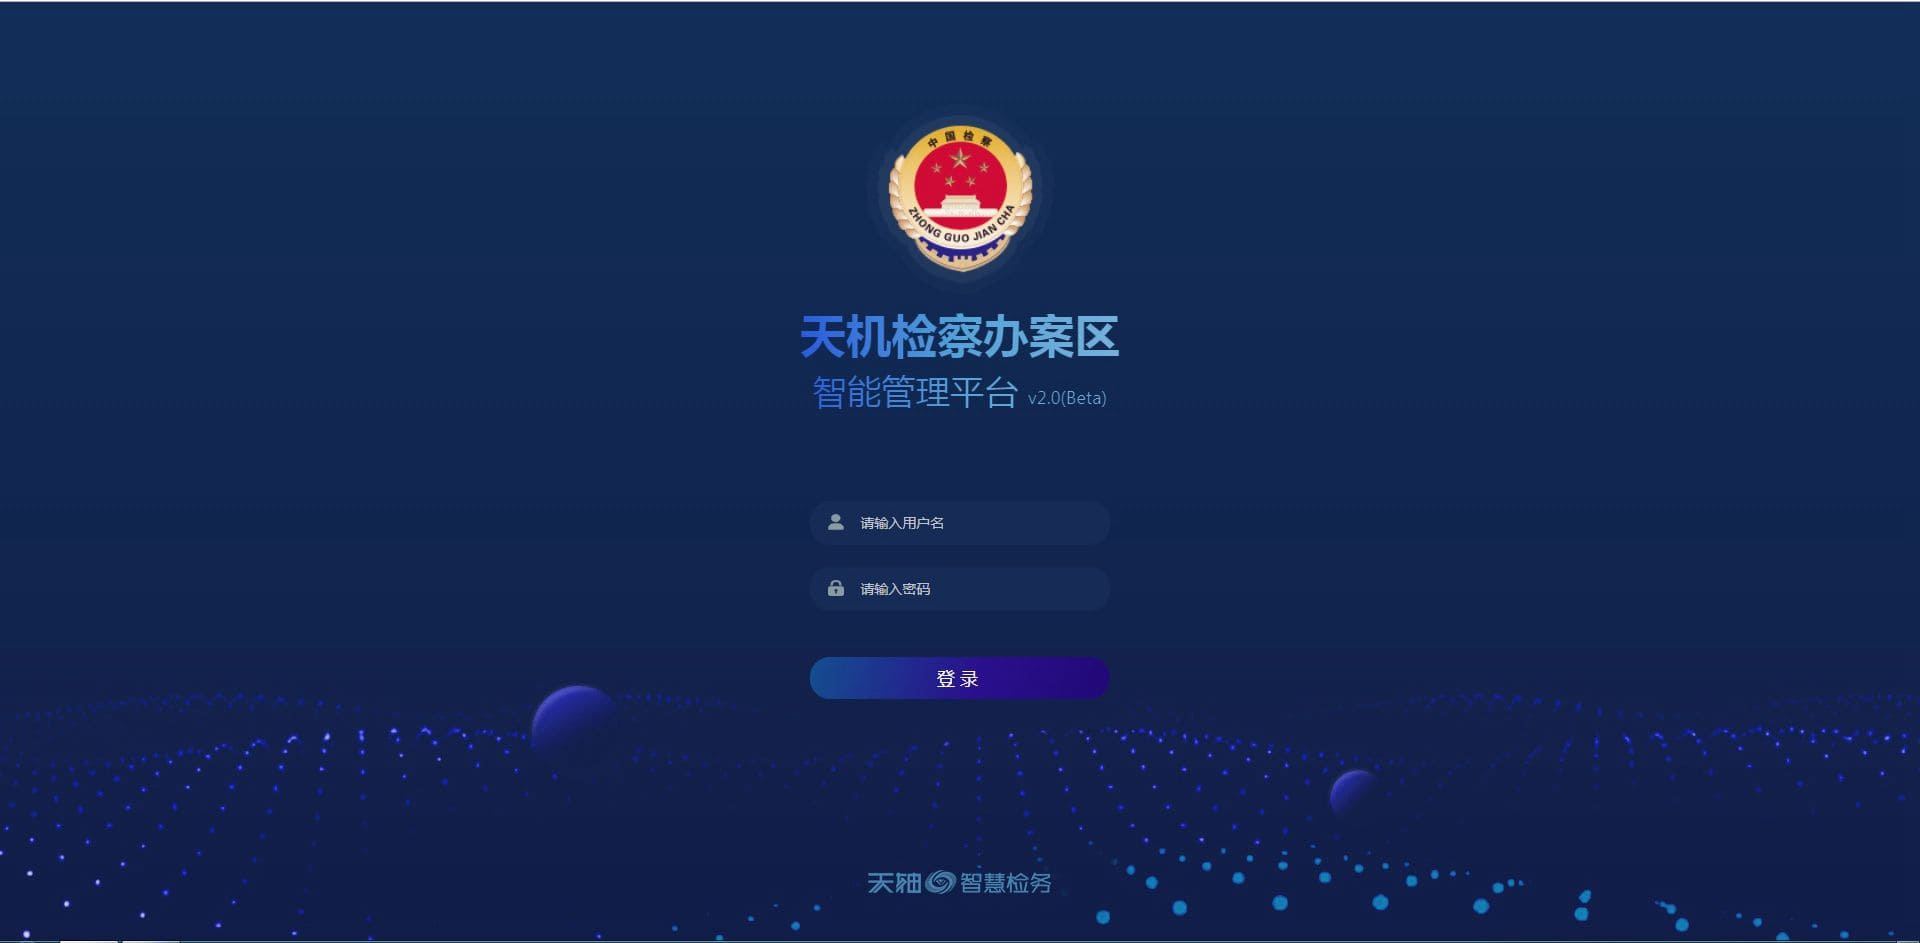 中国检察
ZHONG GUO JIAN CHA
天机检察办案区
智能管理平台 v2.0(Beta)
请输入用户名
请输入密码
登录
天轴 智慧检务